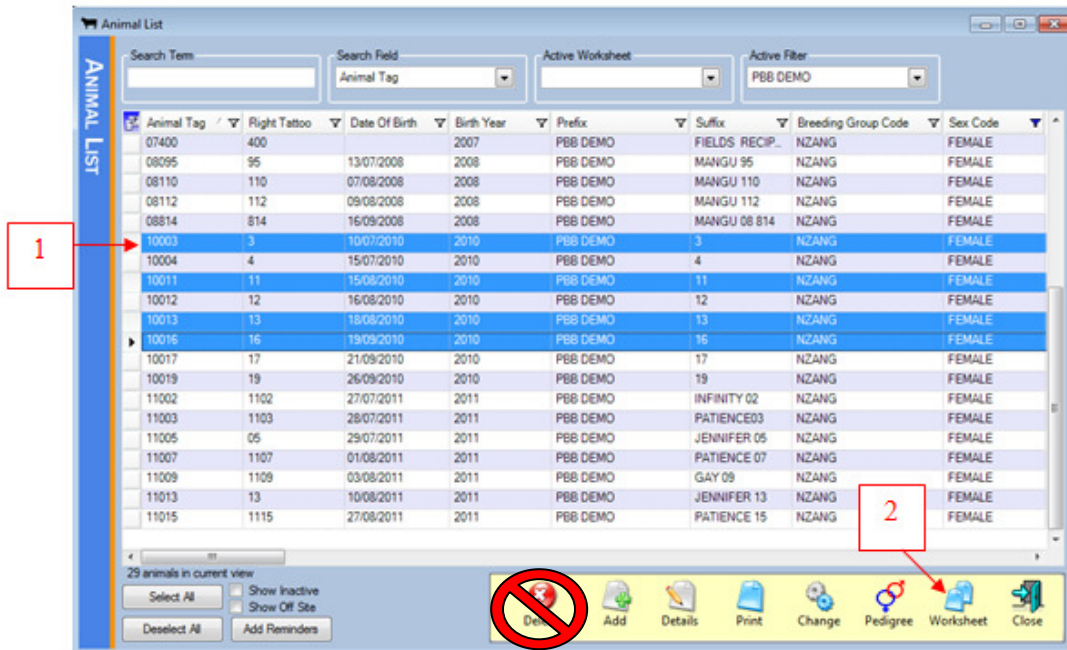 Animal List
ANIMAL LIST
Search Term Search Field Active Worksheet Active Filter
Animal Tag PBB DEMO
Animal Tag Right Tattoo Date Of Birth Birth Year Prefix Suffix Breeding Group Code Sex Code
07400 400 2007 PBB DEMO FIELDS RECIP... NZANG FEMALE
08095 95 13/07/2008 2008 PBB DEMO MANGU 95 NZANG FEMALE
08110 110 07/08/2008 2008 PBB DEMO MANGU 110 NZANG FEMALE
08112 112 09/08/2008 2008 PBB DEMO MANGU 112 NZANG FEMALE
08814 814 16/09/2008 2008 PBB DEMO MANGU 08 814 NZANG FEMALE
1
10003 3 10/07/2010 2010 PBB DEMO 3 NZANG FEMALE
10004 4 15/07/2010 2010 PBB DEMO 4 NZANG FEMALE
10011 11 15/08/2010 2010 PBB DEMO 11 NZANG FEMALE
10012 12 16/08/2010 2010 PBB DEMO 12 NZANG FEMALE
10013 13 18/08/2010 2010 PBB DEMO 13 NZANG FEMALE
10016 16 19/09/2010 2010 PBB DEMO 16 NZANG FEMALE
10017 17 21/09/2010 2010 PBB DEMO 17 NZANG FEMALE
10019 19 26/09/2010 2010 PBB DEMO 19 NZANG FEMALE
11002 1102 27/07/2011 2011 PBB DEMO INFINITY 02 NZANG FEMALE
11003 1103 28/07/2011 2011 PBB DEMO PATIENCE03 NZANG FEMALE
11005 05 29/07/2011 2011 PBB DEMO JENNIFER 05 NZANG FEMALE
11007 1107 01/08/2011 2011 PBB DEMO PATIENCE 07 NZANG FEMALE
11009 1109 03/08/2011 2011 PBB DEMO GAY 09 NZANG FEMALE
11013 13 10/08/2011 2011 PBB DEMO JENNIFER 13 NZANG FEMALE
11015 1115 27/08/2011 2011 PBB DEMO PATIENCE 15 NZANG FEMALE
2
29 animals in current view
Select All Show Inactive
Show Off Site
Deselect All Add Reminders
Add Details Print Change Pedigree Worksheet Close